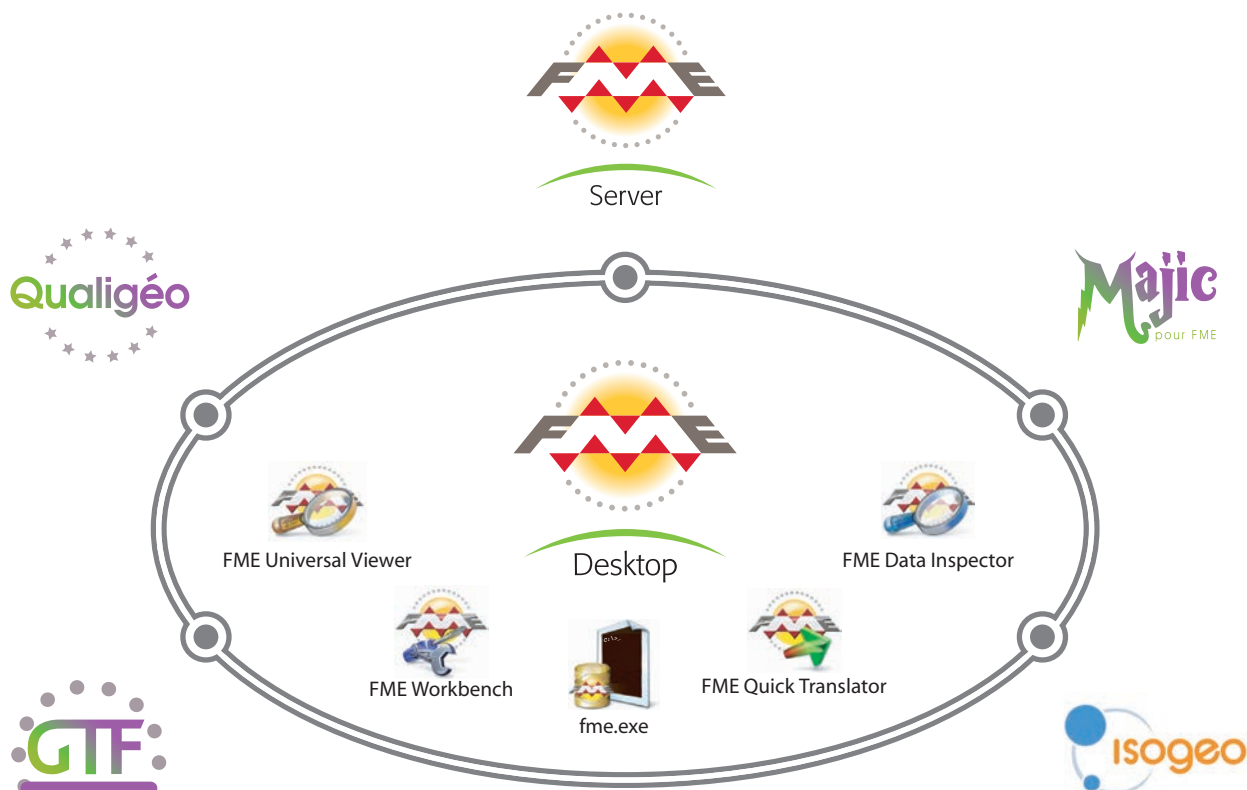 FME
Server
Qualigéo
Majic
pour FME
FME
Desktop
FME Universal Viewer
FME Data Inspector
FME Workbench
fme.exe
FME Quick Translator
GTF
isogeo